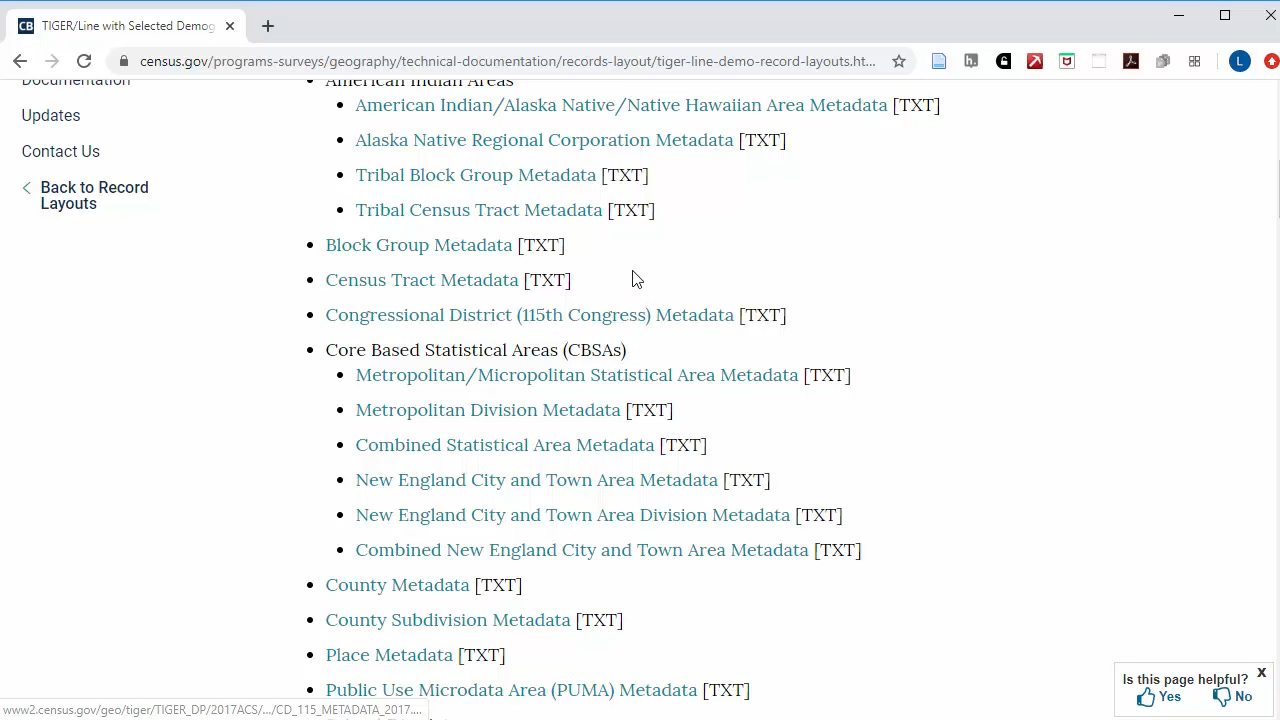 CB TIGER/Line with Selected Demog
census.gov/programs-surveys/geography/technical-documentation/records-layout/tiger-line-demo-record-layouts.ht...
L
Documentation
Updates
Contact Us
Back to Record
Layouts
American Indian Areas
American Indian/Alaska Native/Native Hawaiian Area Metadata [TXT]
Alaska Native Regional Corporation Metadata [TXT]
Tribal Block Group Metadata [TXT]
Tribal Census Tract Metadata [TXT]
Block Group Metadata [TXT]
Census Tract Metadata [TXT]
Congressional District (115th Congress) Metadata [TXT]
Core Based Statistical Areas (CBSAs)
Metropolitan/Micropolitan Statistical Area Metadata [TXT]
Metropolitan Division Metadata [TXT]
Combined Statistical Area Metadata [TXT]
New England City and Town Area Metadata [TXT]
New England City and Town Area Division Metadata [TXT]
Combined New England City and Town Area Metadata [TXT]
County Metadata [TXT]
County Subdivision Metadata [TXT]
Place Metadata [TXT]
Public Use Microdata Area (PUMA) Metadata [TXT]
Is this page helpful? X
Yes No
www2.census.gov/geo/tiger/TIGER_DP/2017ACS/.../CD_115_METADATA_2017....